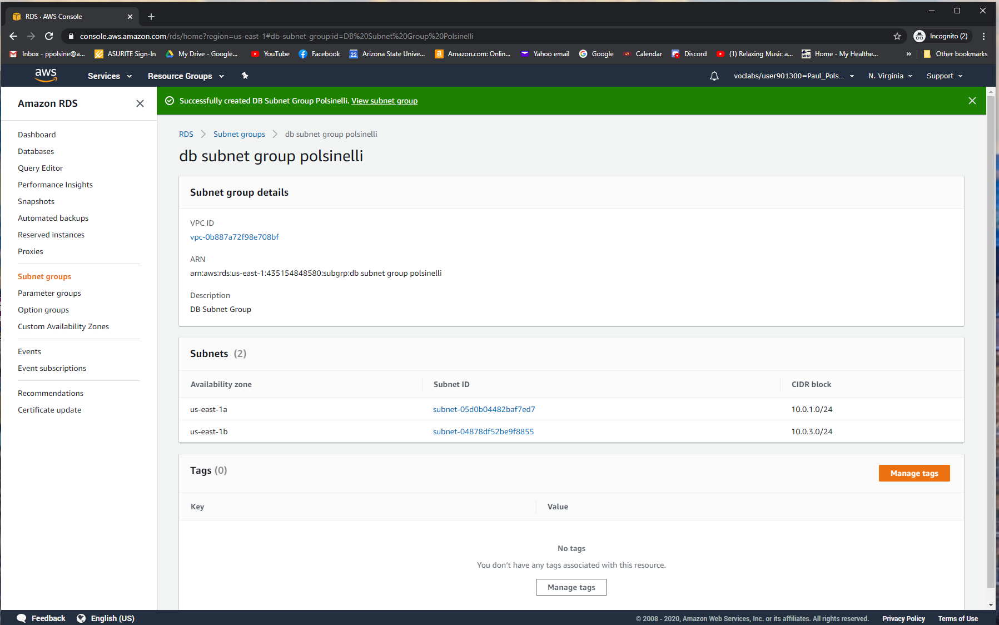 RDS · AWS Console
console.aws.amazon.com/rds/home?region=us-east-1#db-subnet-group:id=DB%20Subnet%20Group%20Polsinelli
Incognito (2)
Inbox - ppolsine@a... ASURITE Sign-In My Drive - Google... YouTube Facebook 22 Arizona State Unive... Amazon.com: Onlin... Yahoo email Google Calendar Discord (1) Relaxing Music a... MHV Home - My Healthe... » Other bookmarks
aws Services Resource Groups voclabs/user901300=Paul_Pols... N. Virginia Support
Amazon RDS
Dashboard
Databases
Query Editor
Performance Insights
Snapshots
Automated backups
Reserved instances
Proxies
Subnet groups
Parameter groups
Option groups
Custom Availability Zones
Events
Event subscriptions
Recommendations
Certificate update
Successfully created DB Subnet Group Polsinelli. View subnet group
RDS > Subnet groups > db subnet group polsinelli
db subnet group polsinelli
Subnet group details
VPC ID
vpc-0b887a72f98e708bf
ARN
arn:aws:rds:us-east-1:435154848580:subgrp:db subnet group polsinelli
Description
DB Subnet Group
Subnets (2)
Availability zone Subnet ID CIDR block
us-east-1a subnet-05d0b04482baf7ed7 10.0.1.0/24
us-east-1b subnet-04878df52be9f8855 10.0.3.0/24
Tags (0) Manage tags
Key Value
No tags
You don't have any tags associated with this resource.
Manage tags
Feedback English (US) © 2008 - 2020, Amazon Web Services, Inc. or its affiliates. All rights reserved. Privacy Policy Terms of Use